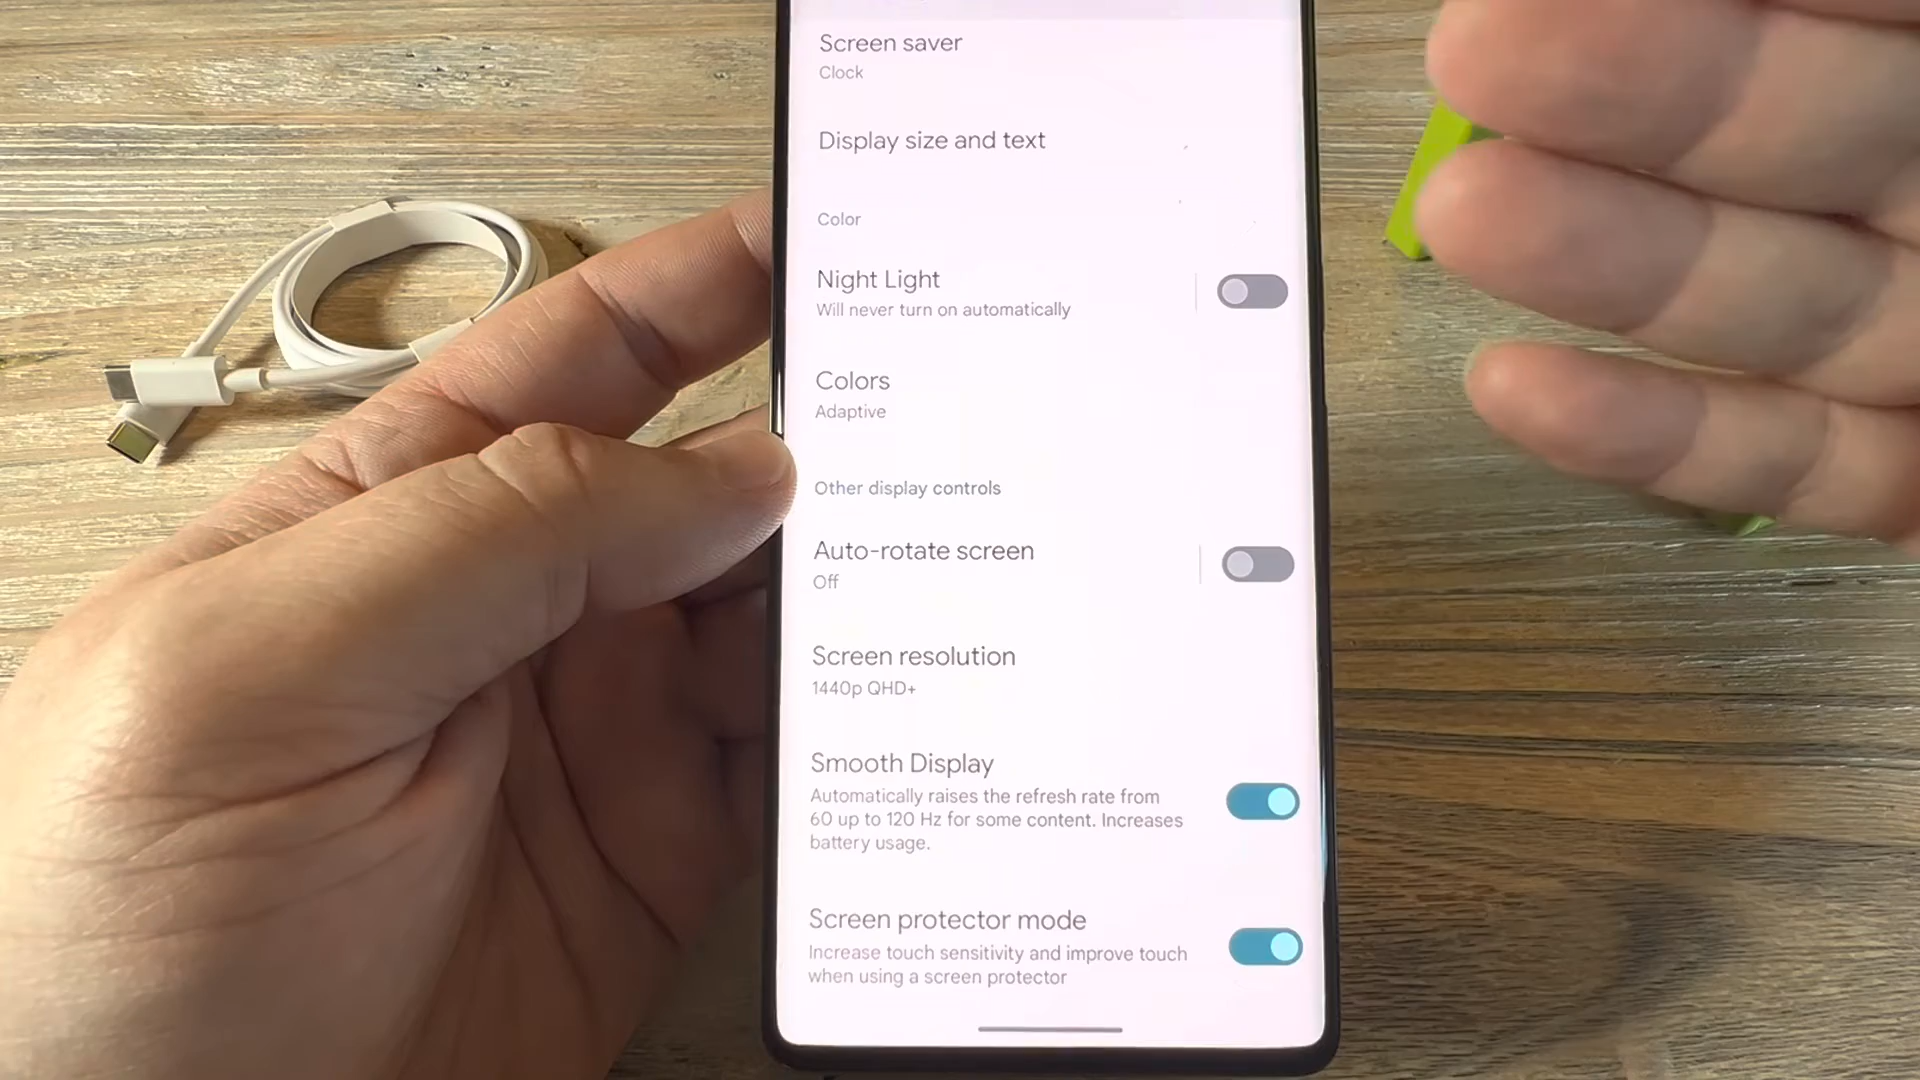 Screen saver
Clock
Display size and text
Color
Night Light
Will never turn on automatically
Colors
Adaptive
Other display controls
Auto-rotate screen
Off
Screen resolution
1440p QHD+
Smooth Display
Automatically raises the refresh rate from
60 up to 120 Hz for some content. Increases
battery usage.
Screen protector mode
Increase touch sensitivity and improve touch
when using a screen protector